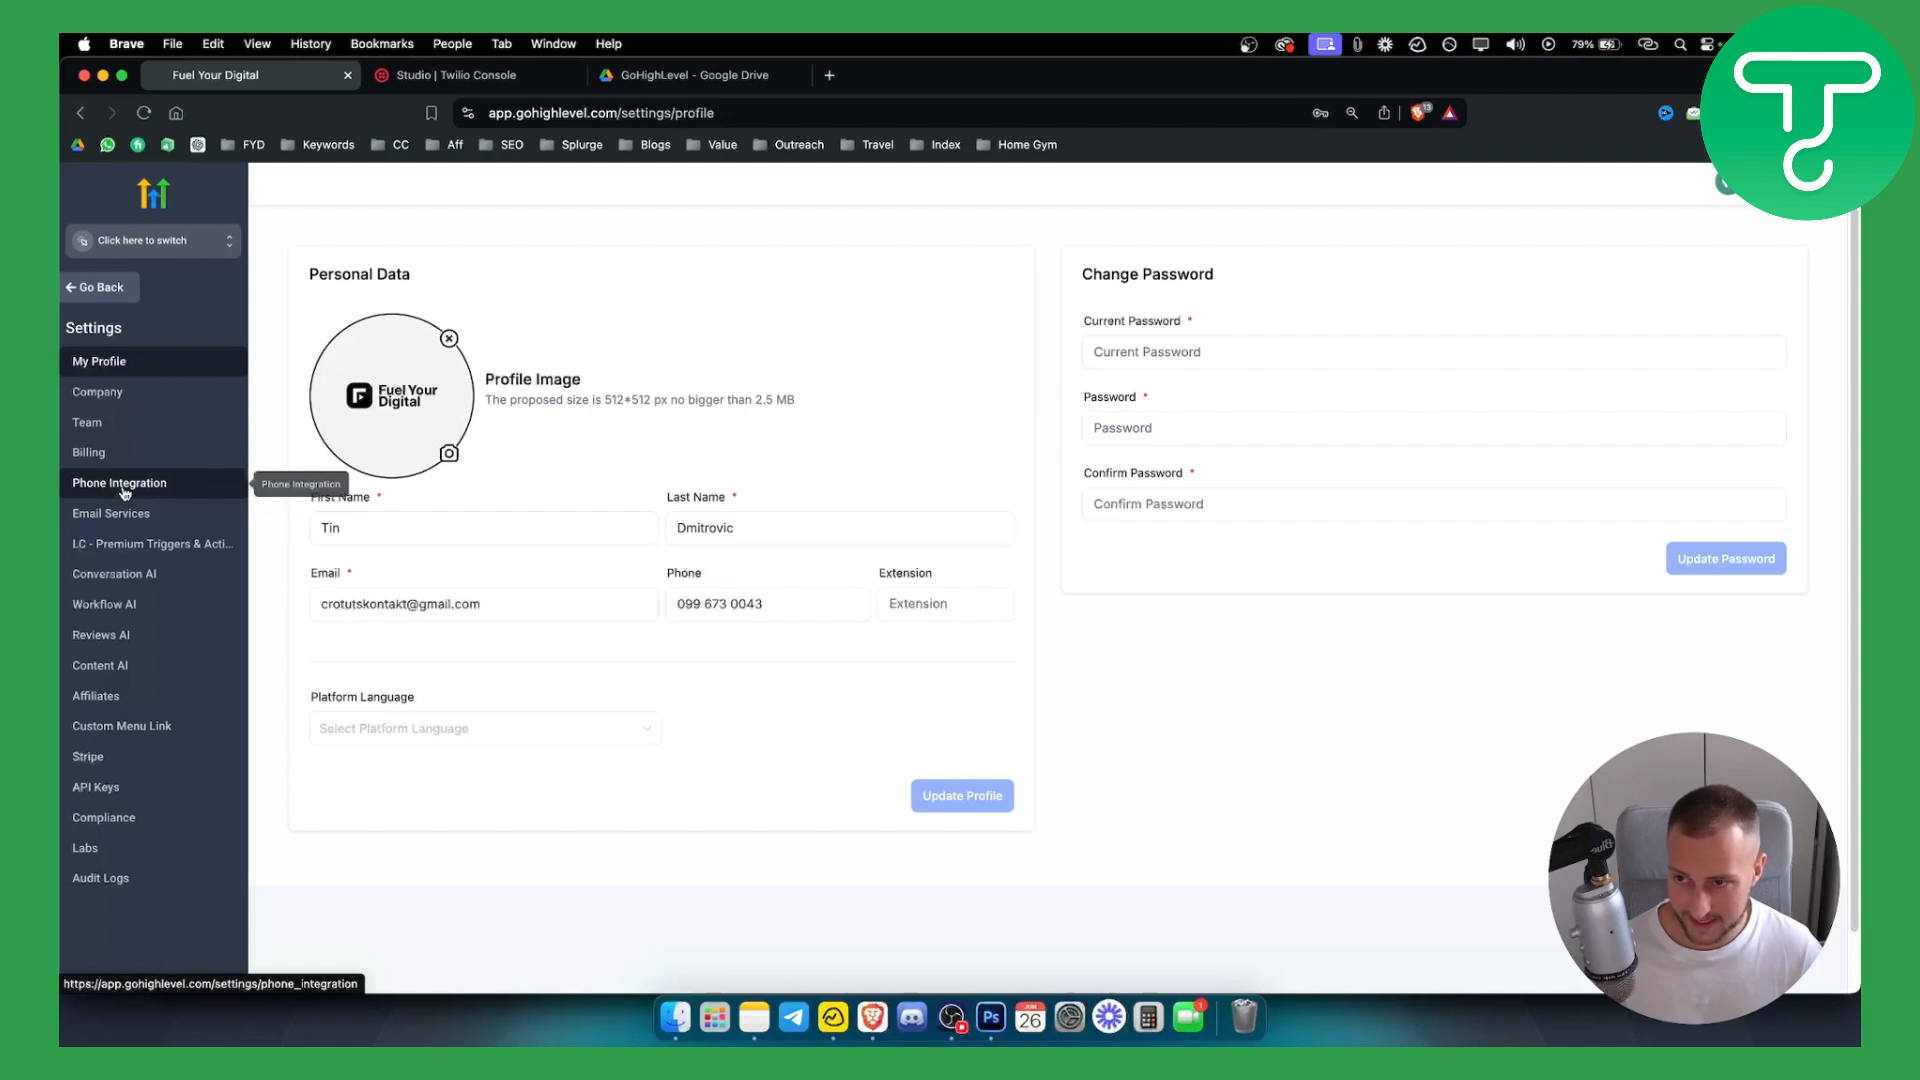 Brave File Edit View History Bookmarks People Tab Window Help
79%
Fuel Your Digital
Studio | Twilio Console
GoHighLevel - Google Drive
app.gohighlevel.com/settings/profile
13
FYD Keywords CC Aff SEO Splurge Blogs Value Outreach Travel Index Home Gym
Click here to switch
Go Back
Settings
My Profile
Company
Team
Billing
Phone Integration
Email Services
LC - Premium Triggers & Acti...
Conversation AI
Workflow AI
Reviews AI
Content AI
Affiliates
Custom Menu Link
Stripe
API Keys
Compliance
Labs
Audit Logs
Phone Integration
https://app.gohighlevel.com/settings/phone_integration
Personal Data
Fuel Your
Digital
Profile Image
The proposed size is 512*512 px no bigger than 2.5 MB
First Name *
Last Name *
Tin
Dmitrovic
Email *
Phone
Extension
crotutskontakt@gmail.com
099 673 0043
Extension
Platform Language
Select Platform Language
Update Profile
Change Password
Current Password *
Current Password
Password *
Password
Confirm Password *
Confirm Password
Update Password
Blue
Ps
JUN
26
1